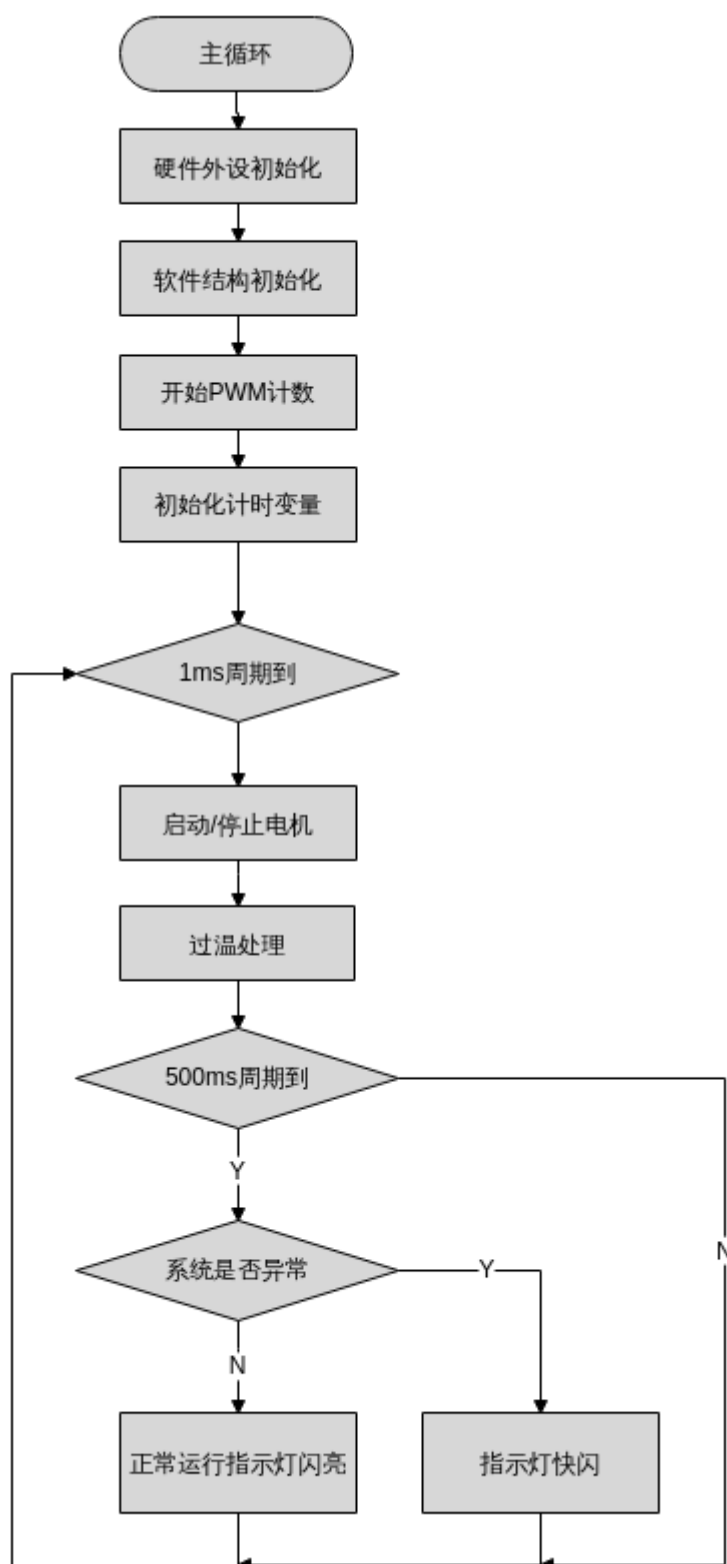 主循环
硬件外设初始化
软件结构初始化
开始PWM计数
初始化计时变量
1ms周期到
启动/停止电机
过温处理
500ms周期到
Y
N
系统是否异常
Y
N
正常运行指示灯闪亮
指示灯快闪